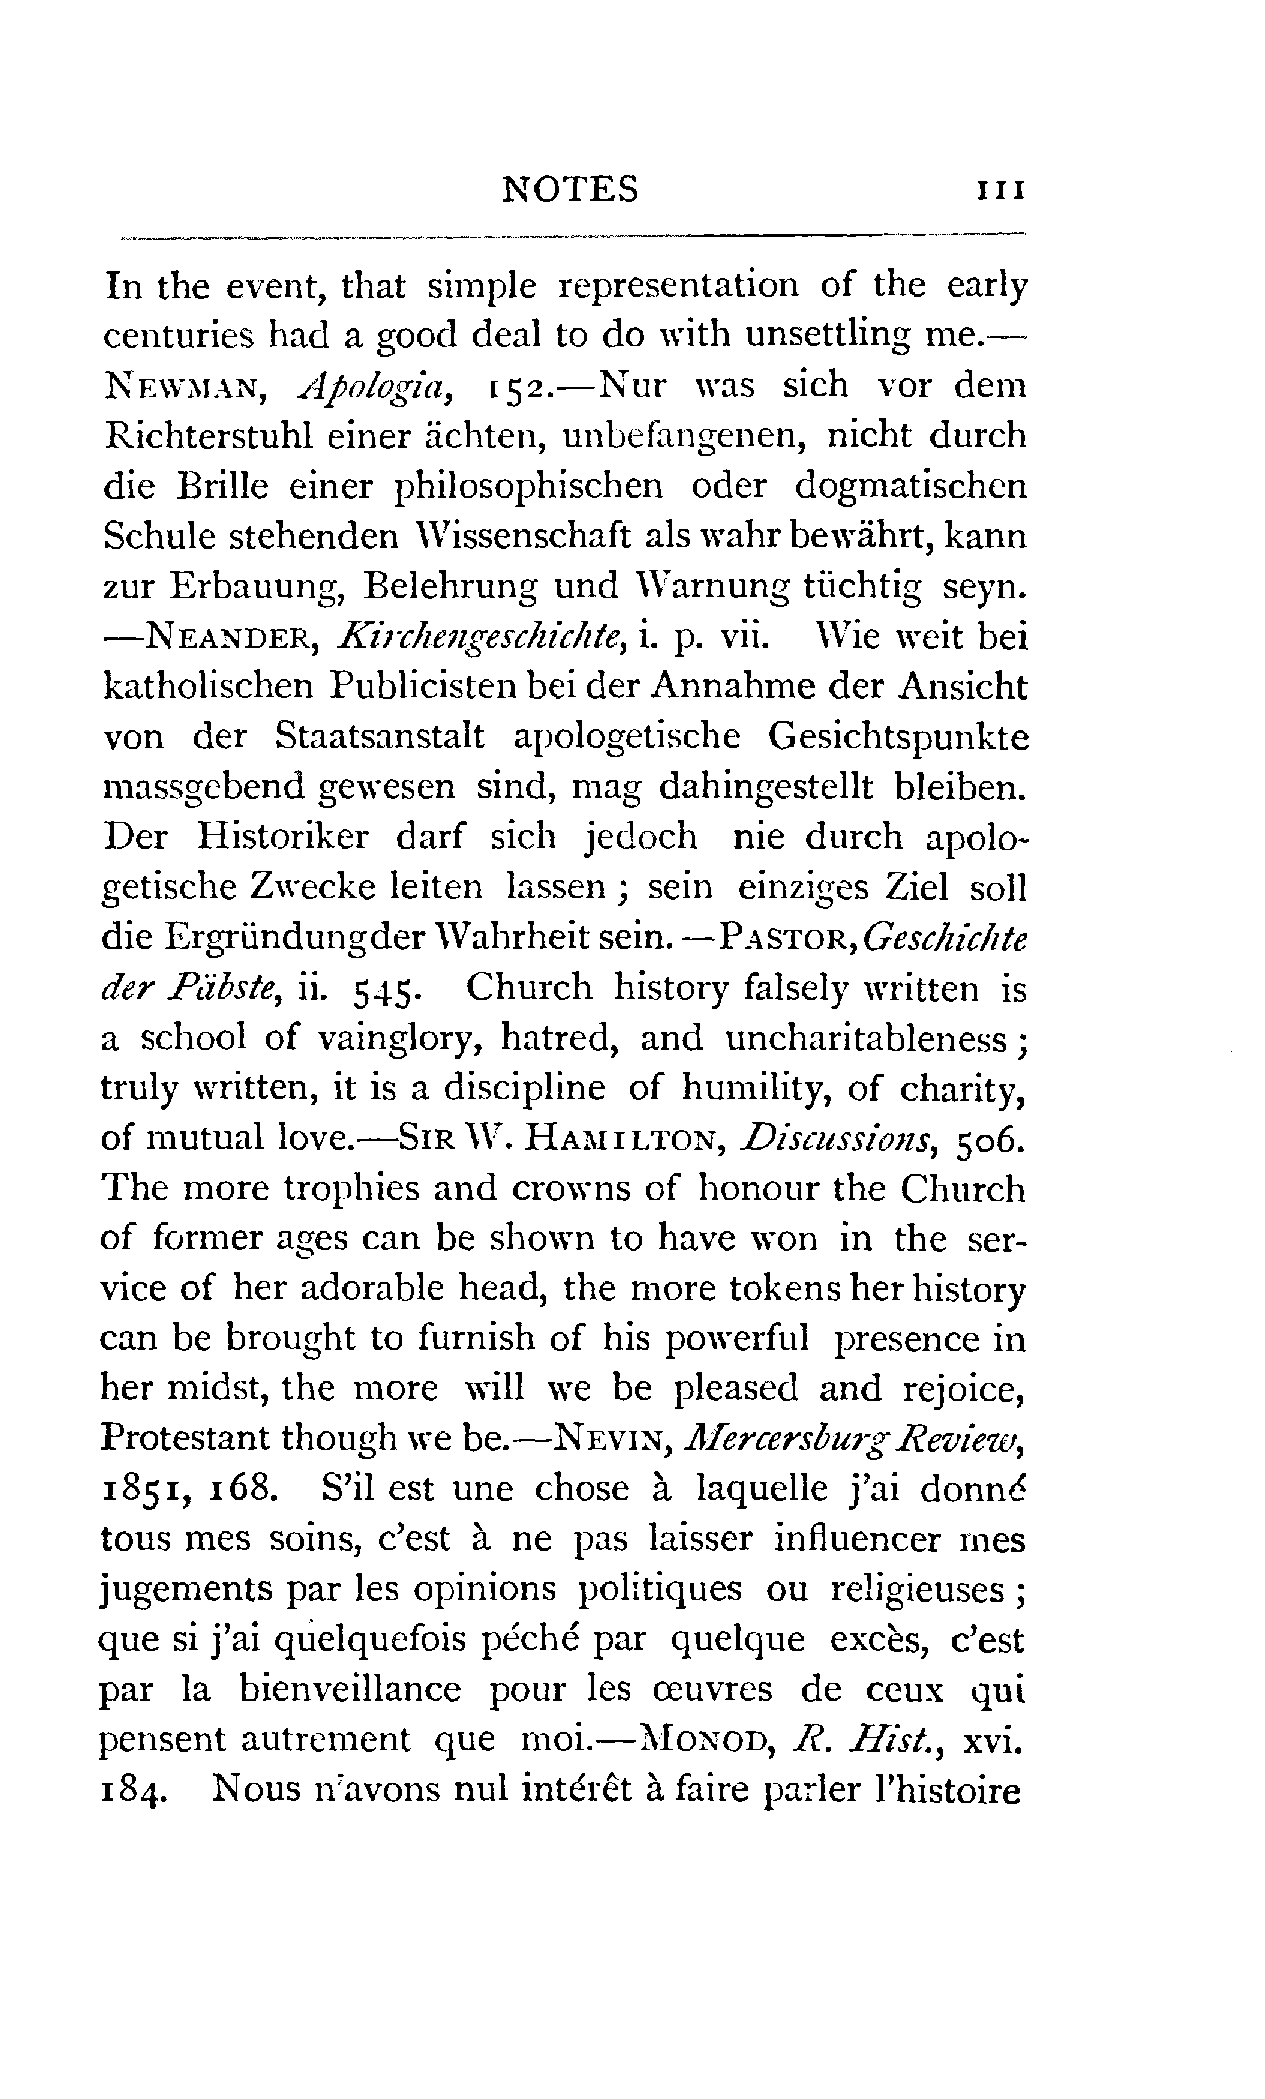 NOTES 111
In the event, that simple representation of the early
centuries had a good deal to do with unsettling me.—
NEWMAN, Apologia, 152.—Nur was sich vor dem
Richterstuhl einer ächten, unbefangenen, nicht durch
die Brille einer philosophischen oder dogmatischen
Schule stehenden Wissenschaft als wahr bewährt, kann
zur Erbauung, Belehrung und Warnung tüchtig seyn.
—NEANDER, Kirchengeschichte, i. p. vii. Wie weit bei
katholischen Publicisten bei der Annahme der Ansicht
von der Staatsanstalt apologetische Gesichtspunkte
massgebend gewesen sind, mag dahingestellt bleiben.
Der Historiker darf sich jedoch nie durch apolo-
getische Zwecke leiten lassen ; sein einziges Ziel soll
die Ergründungder Wahrheit sein. —PASTOR, Geschichte
der Päbste, ii. 545. Church history falsely written is
a school of vainglory, hatred, and uncharitableness ;
truly written, it is a discipline of humility, of charity,
of mutual love.—SIR W. HAMILTON, Discussions, 506.
The more trophies and crowns of honour the Church
of former ages can be shown to have won in the ser-
vice of her adorable head, the more tokens her history
can be brought to furnish of his powerful presence in
her midst, the more will we be pleased and rejoice,
Protestant though we be.—NEVIN, Mercersburg Review,
1851, 168. S'il est une chose à laquelle j'ai donné
tous mes soins, c'est à ne pas laisser influencer mes
jugements par les opinions politiques ou religieuses ;
que si j'ai quelquefois péché par quelque excès, c'est
par la bienveillance pour les œuvres de ceux qui
pensent autrement que moi.—MONOD, R. Hist., xvi.
184. Nous n'avons nul intérêt à faire parler l'histoire